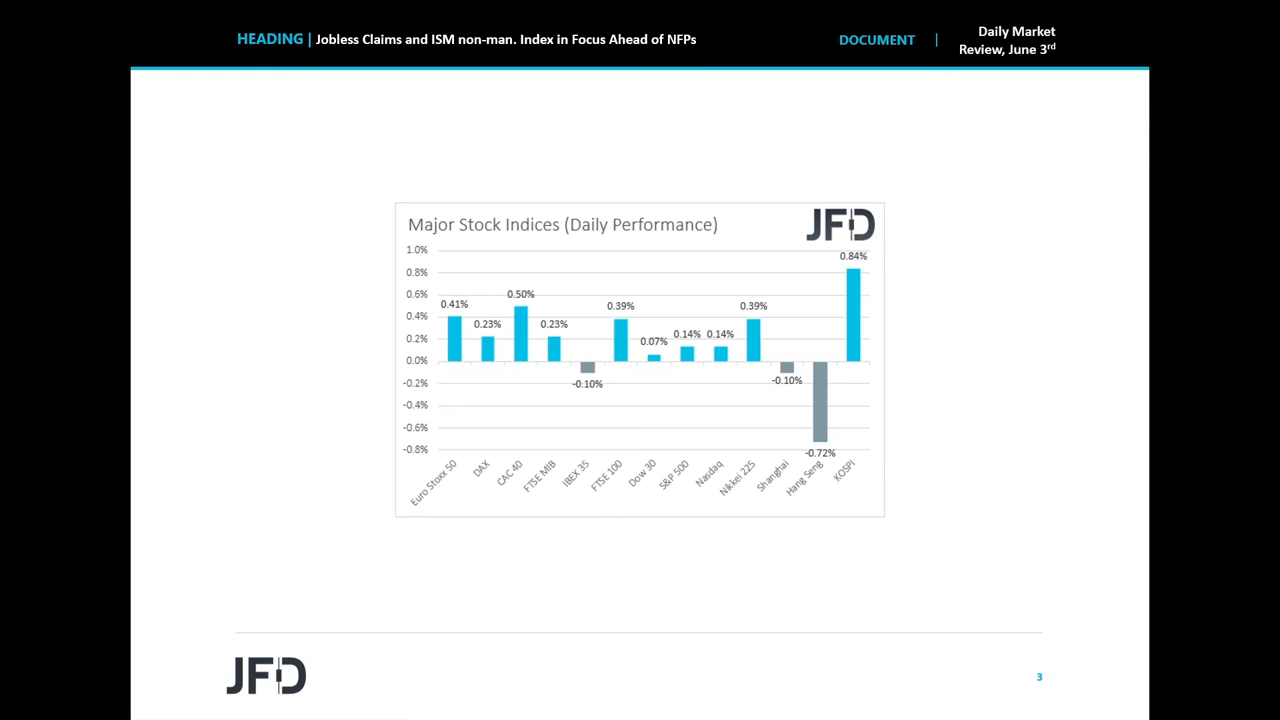 HEADING | Jobless Claims and ISM non-man. Index in Focus Ahead of NFPs
DOCUMENT |
Daily Market
Review, June 3rd
Major Stock Indices (Daily Performance)
JFD
1.0%
0.8%
0.6%
0.4%
0.2%
0.0%
-0.2%
-0.4%
-0.6%
-0.8%
0.41%
0.23%
0.50%
0.23%
-0.10%
0.39%
0.07%
0.14%
0.14%
0.39%
-0.10%
-0.72%
0.84%
Euro Stoxx 50
DAX
CAC 40
FTSE MIB
IBEX 35
FTSE 100
Dow 30
S&P 500
Nasdaq
Nikkei 225
Shanghai
Hang Seng
KOSPI
JFD
3